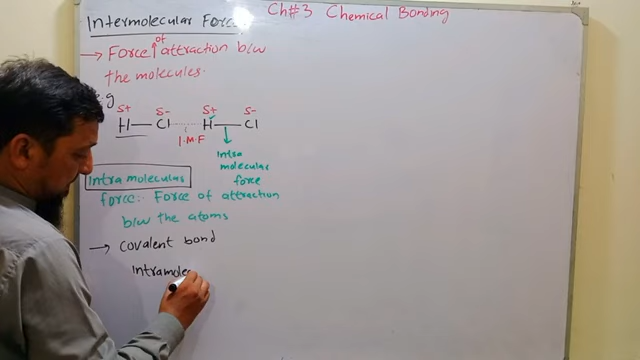 Ch#3 Chemical Bonding
Intermolecular Force
→ Force of attraction b/w
the molecules.
e.g
δ+ δ- δ+ δ-
H—Cl------H—Cl
I.M.F
Intra
molecular
force
Intra molecular
force:- Force of attraction
b/w the atoms
→ Covalent bond
Intramole